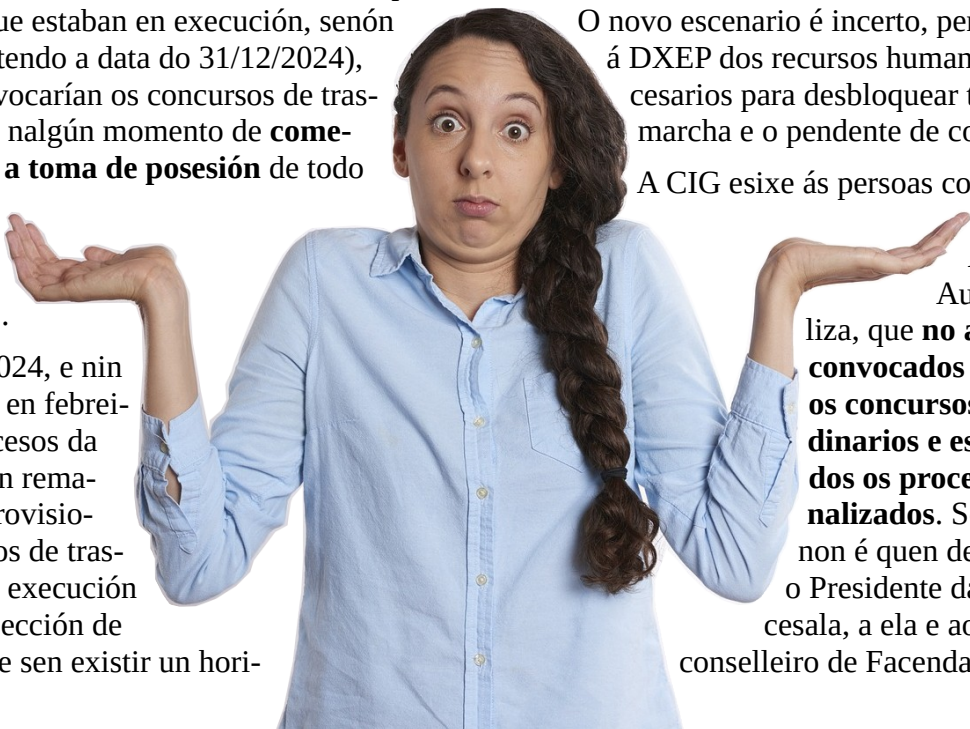 ue estaban en execución, senón
tendo a data do 31/12/2024),
vocarían os concursos de tras-
nalgún momento de come-
a toma de posesión de todo
.
024, e nin
en febrei-
cesos da
n rema-
rovisio-
os de tras-
execución
ección de
e sen existir un hori-
O novo escenario é incerto, per
á DXEP dos recursos human
cesarios para desbloquear t
marcha e o pendente de co
A CIG esixe ás persoas co
Au
liza, que no a
convocados
os concursos
dinarios e es
dos os proce
nalizados. S
non é quen de
o Presidente da
cesala, a ela e ao
conselleiro de Facenda